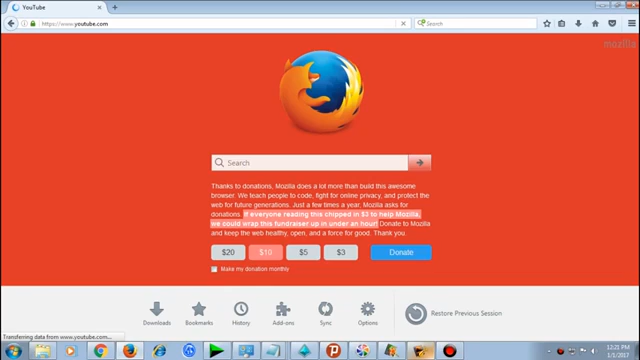 YouTube
https://www.youtube.com
Search
mozilla
Search
Thanks to donations, Mozilla does a lot more than build this awesome
browser. We teach people to code, fight for online privacy, and protect the
web for future generations. Just a few times a year, Mozilla asks for
donations. If everyone reading this chipped in $3 to help Mozilla,
we could wrap this fundraiser up in under an hour! Donate to Mozilla
and keep the web healthy, open, and a force for good. Thank you.
$20 $10 $5 $3 Donate
Make my donation monthly
Downloads Bookmarks History Add-ons Sync Options Restore Previous Session
Transferring data from www.youtube.com...
12:21 PM
1/1/2017